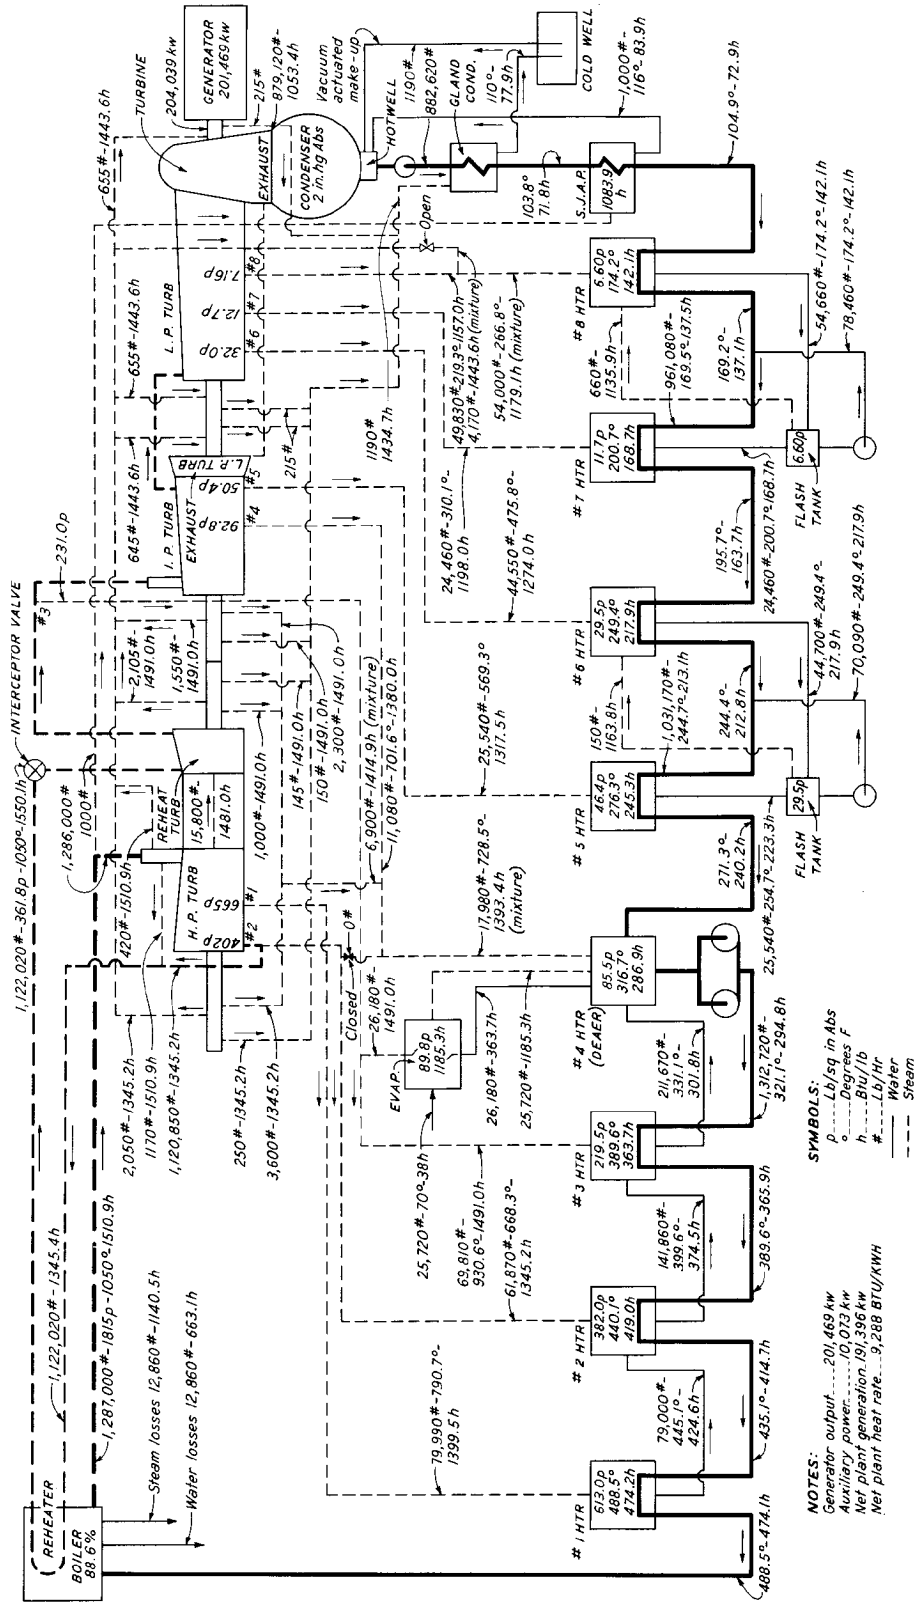 GENERATOR
201,469 kw
204,039 kw
TURBINE
655#-1443.6h
215#
879,120#-
1053.4h
EXHAUST
CONDENSER
2 in.hg Abs
Vacuum
actuated
make-up
1190#
HOTWELL
882,620#
GLAND
COND.
110°-
77.9h
COLD WELL
1,000#-
116°-83.9h
103.8°
71.8h
S.J.A.P.
1083.9
h
104.9°-72.9h
L.P. TURB
7.16p
#8
12.7p
#7
32.0p
#6
Open
1190#
1434.7h
49,830#-219.3°-1157.0h
4,170#-1443.6h (mixture)
54,000#-266.8°-
1179.1h (mixture)
655#-1443.6h
645#-1443.6h
215#
L.P. TURB
I.P. TURB
EXHAUST
50.4p
#5
92.8p
#4
231.0p
#3
INTERCEPTOR VALVE
1,122,020#-361.8p-1050°-1550.1h
2,105#-
1491.0h
1,550#-
1491.0h
1,286,000#
1000#
REHEAT
TURB
15,800#-
1481.0h
420#-1510.9h
H.P. TURB
665p
#1
402p
#2
1,000#-1491.0h
145#-1491.0h
150#-1491.0h
2,300#-1491.0h
6,900#-1414.9h (mixture)
11,080#-701.6°-1380.0h
24,460#-310.1°-
1198.0h
44,550#-475.8°-
1274.0h
25,540#-569.3°
1317.5h
17,980#-728.5°-
1393.4h
(mixture)
0#
Closed
26,180#
1491.0h
2,050#-1345.2h
1170#-1510.9h
1,120,850#-1345.2h
250#-1345.2h
3,600#-1345.2h
EVAP.
89.8p
1185.3h
25,720#-70°-38h
26,180#-363.7h
25,720#-1185.3h
69,810#-
930.6°-1491.0h
61,870#-668.3°-
1345.2h
79,990#-790.7°-
1399.5h
1,122,020#-1345.4h
1,287,000#-1815p-1050°-1510.9h
Steam losses 12,860#-1140.5h
Water losses 12,860#-663.1h
REHEATER
BOILER
88.6%
#8 HTR
6.60p
174.2°
142.1h
660#-
1135.9h
961,080#-
169.5°-137.5h
169.2°-
137.1h
54,660#-174.2°-142.1h
78,460#-174.2°-142.1h
#7 HTR
11.7p
200.7°
168.7h
6.60p
FLASH
TANK
24,460#-200.7°-168.7h
195.7°-
163.7h
#6 HTR
29.5p
249.4°
217.9h
150#-
1163.8h
1,031,170#-
244.7°-213.1h
244.4°-
212.8h
44,700#-249.4°-
217.9h
70,090#-249.4°-217.9h
#5 HTR
46.4p
276.3°
245.3h
29.5p
FLASH
TANK
271.3°-
240.2h
25,540#-254.7°-223.3h
#4 HTR
(DEAER)
85.5p
316.7°
286.9h
211,670#-
331.1°-
301.8h
1,312,720#-
321.1°-294.8h
#3 HTR
219.5p
389.6°
363.7h
141,860#-
399.6°-
374.5h
389.6°-365.9h
#2 HTR
382.0p
440.1°
419.0h
79,000#-
445.1°-
424.6h
435.1°-414.7h
#1 HTR
613.0p
488.5°
474.2h
488.5°-474.1h
SYMBOLS:
p____Lb/sq in Abs
°____Degrees F
h____Btu/lb
#____Lb/Hr
Water
Steam
NOTES:
Generator output____201,469 kw
Auxiliary power____10,073 kw
Net plant generation.191,396 kw
Net plant heat rate__9,288 BTU/KWH